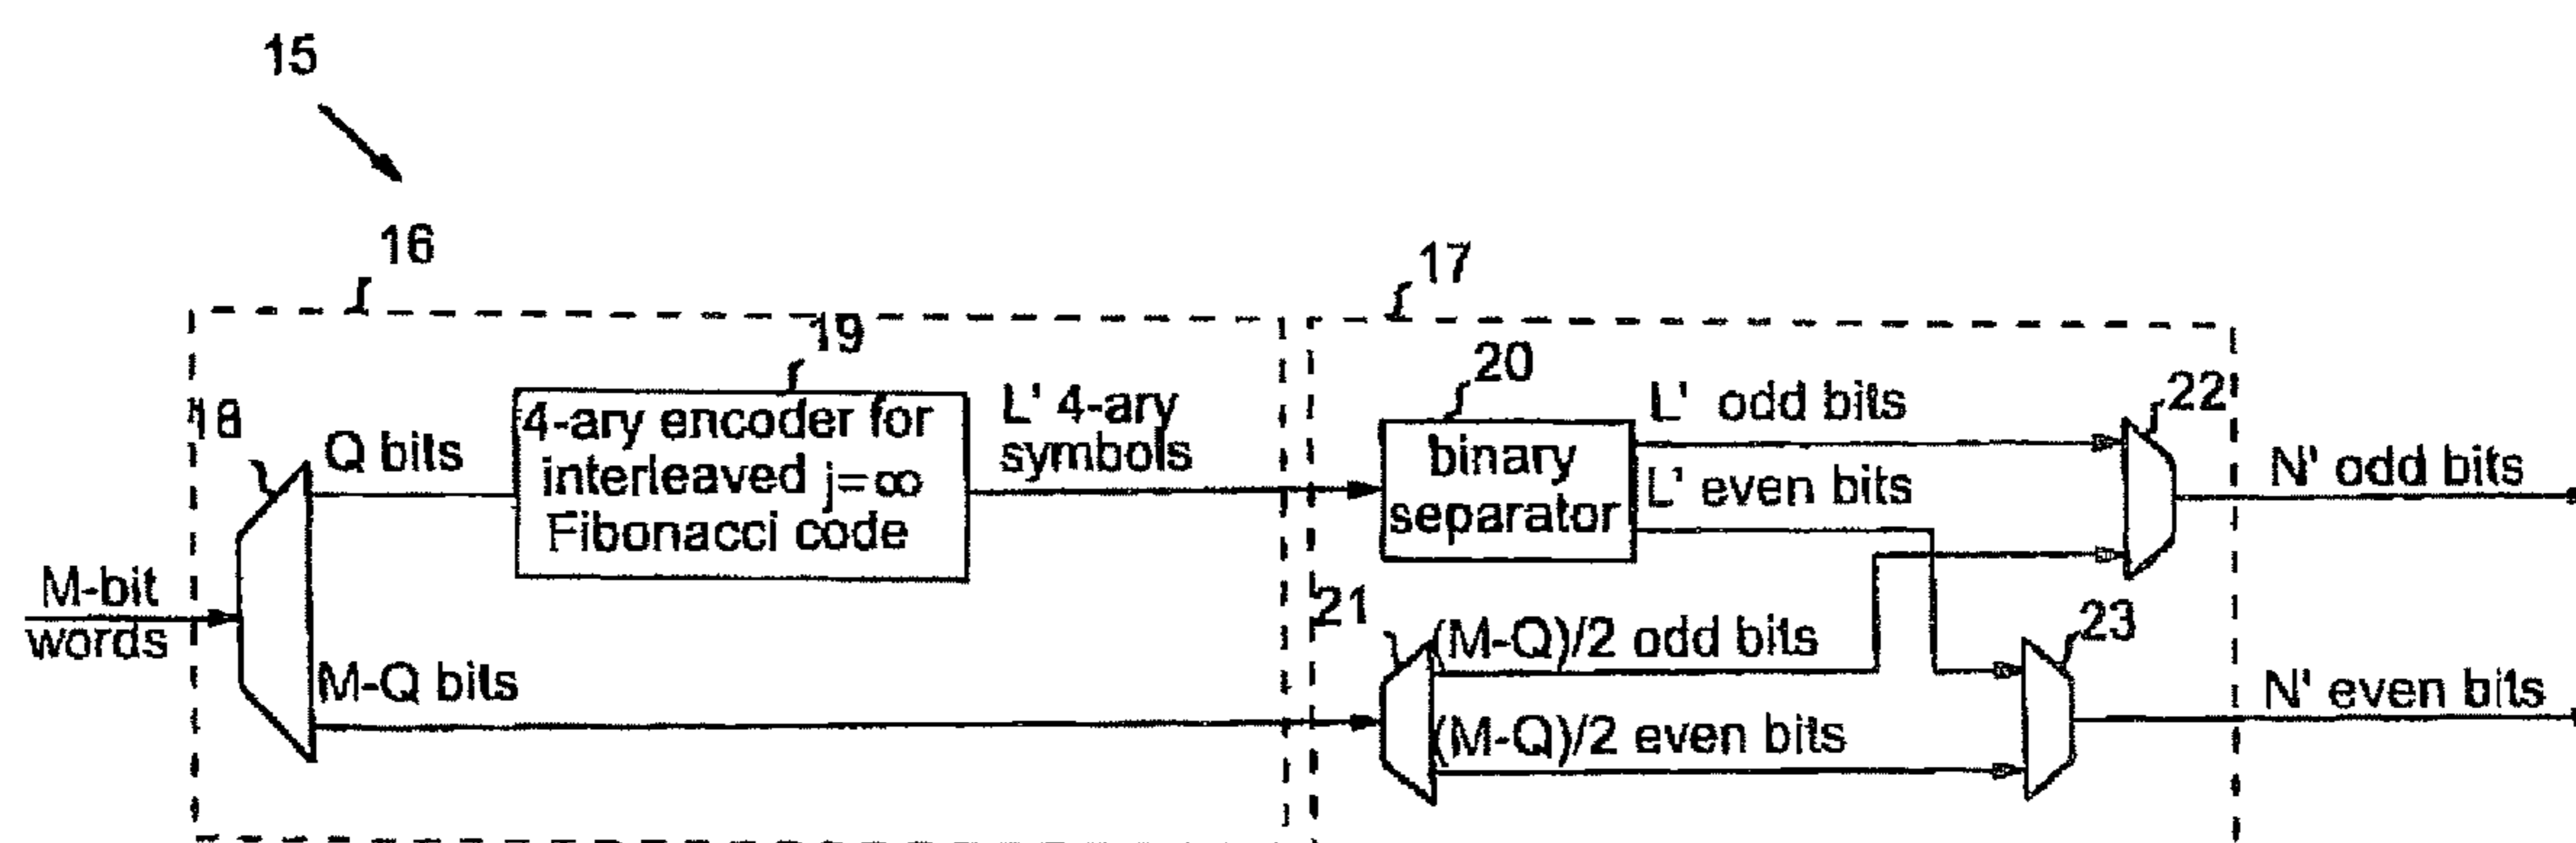 15
16
17
19
20
22
18
Q bits
4-ary encoder for
interleaved j=∞
Fibonacci code
L' 4-ary
symbols
binary
separator
L' odd bits
L' even bits
N' odd bits
M-bit
words
M-Q bits
21
(M-Q)/2 odd bits
(M-Q)/2 even bits
23
N' even bits